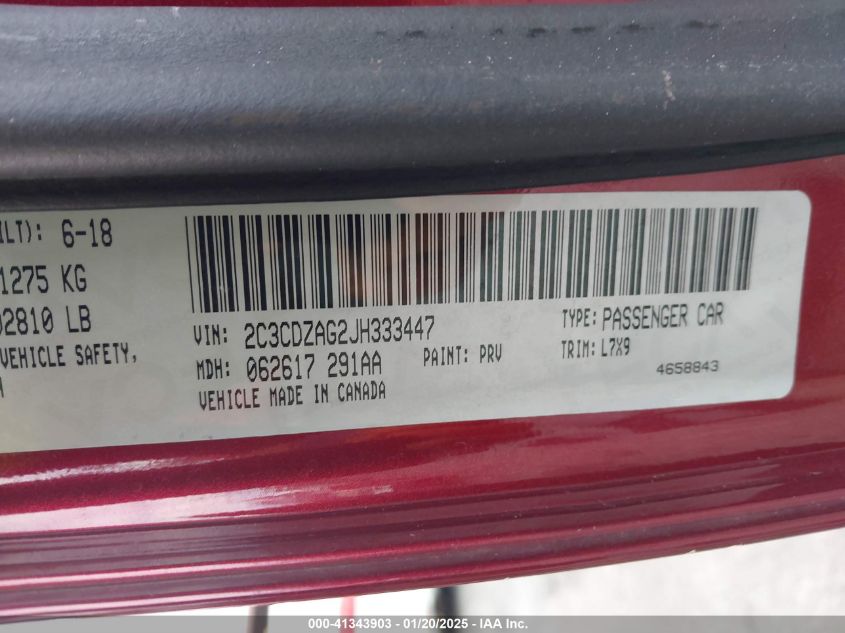 ILT): 6-18
1275 KG
02810 LB
VEHICLE SAFETY,
VIN: 2C3CDZAG2JH333447
TYPE: PASSENGER CAR
MDH: 062617 291AA
PAINT: PRV
TRIM: L7X9
VEHICLE MADE IN CANADA
4658843
000-41343903 - 01/20/2025 - IAA Inc.